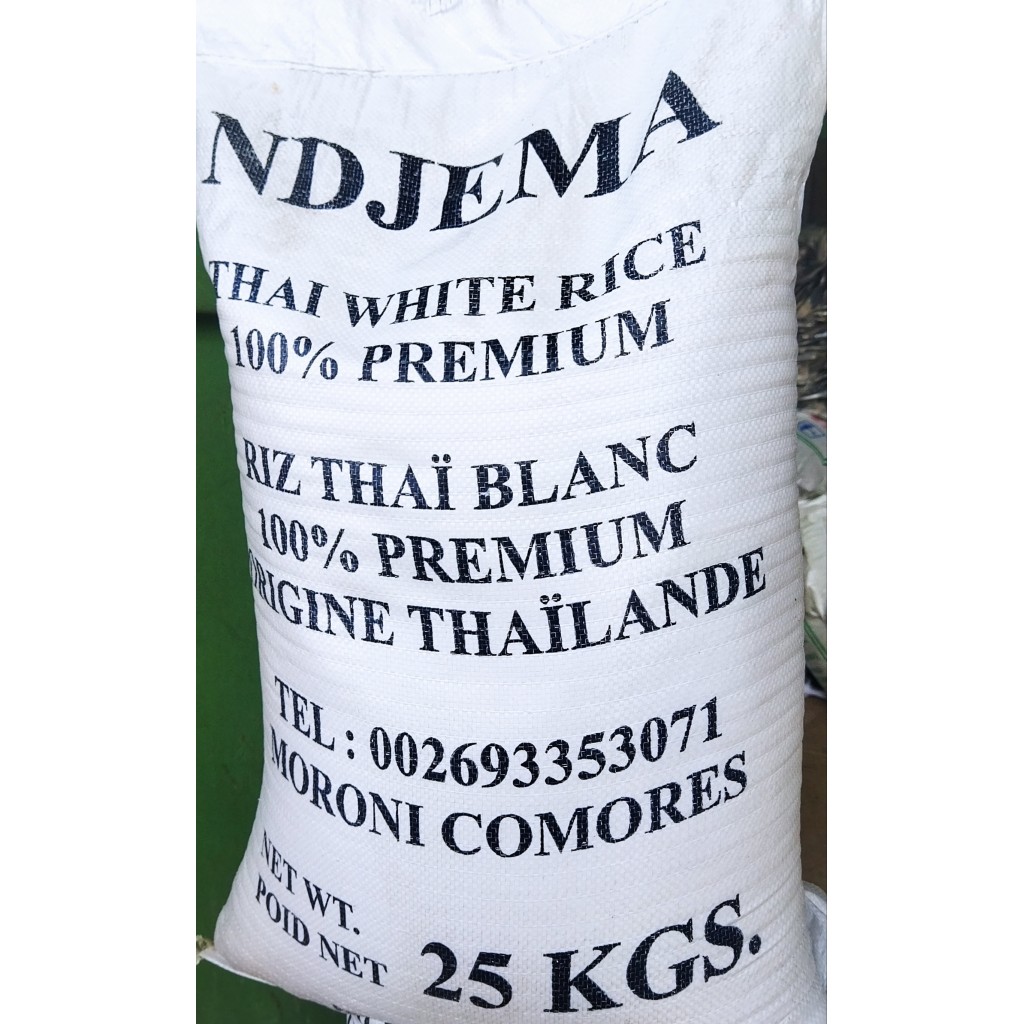 NDJEMA
THAI WHITE RICE
100% PREMIUM
RIZ THAÏ BLANC
100% PREMIUM
ORIGINE THAÏLANDE
TEL : 002693353071
MORONI COMORES
NET WT.
POID NET
25 KGS.